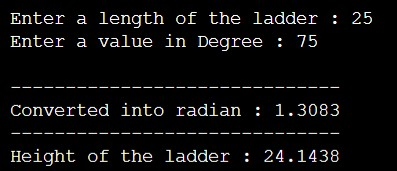 Enter a length of the ladder : 25
Enter a value in Degree : 75
------------------------------
Converted into radian : 1.3083
------------------------------
Height of the ladder : 24.1438